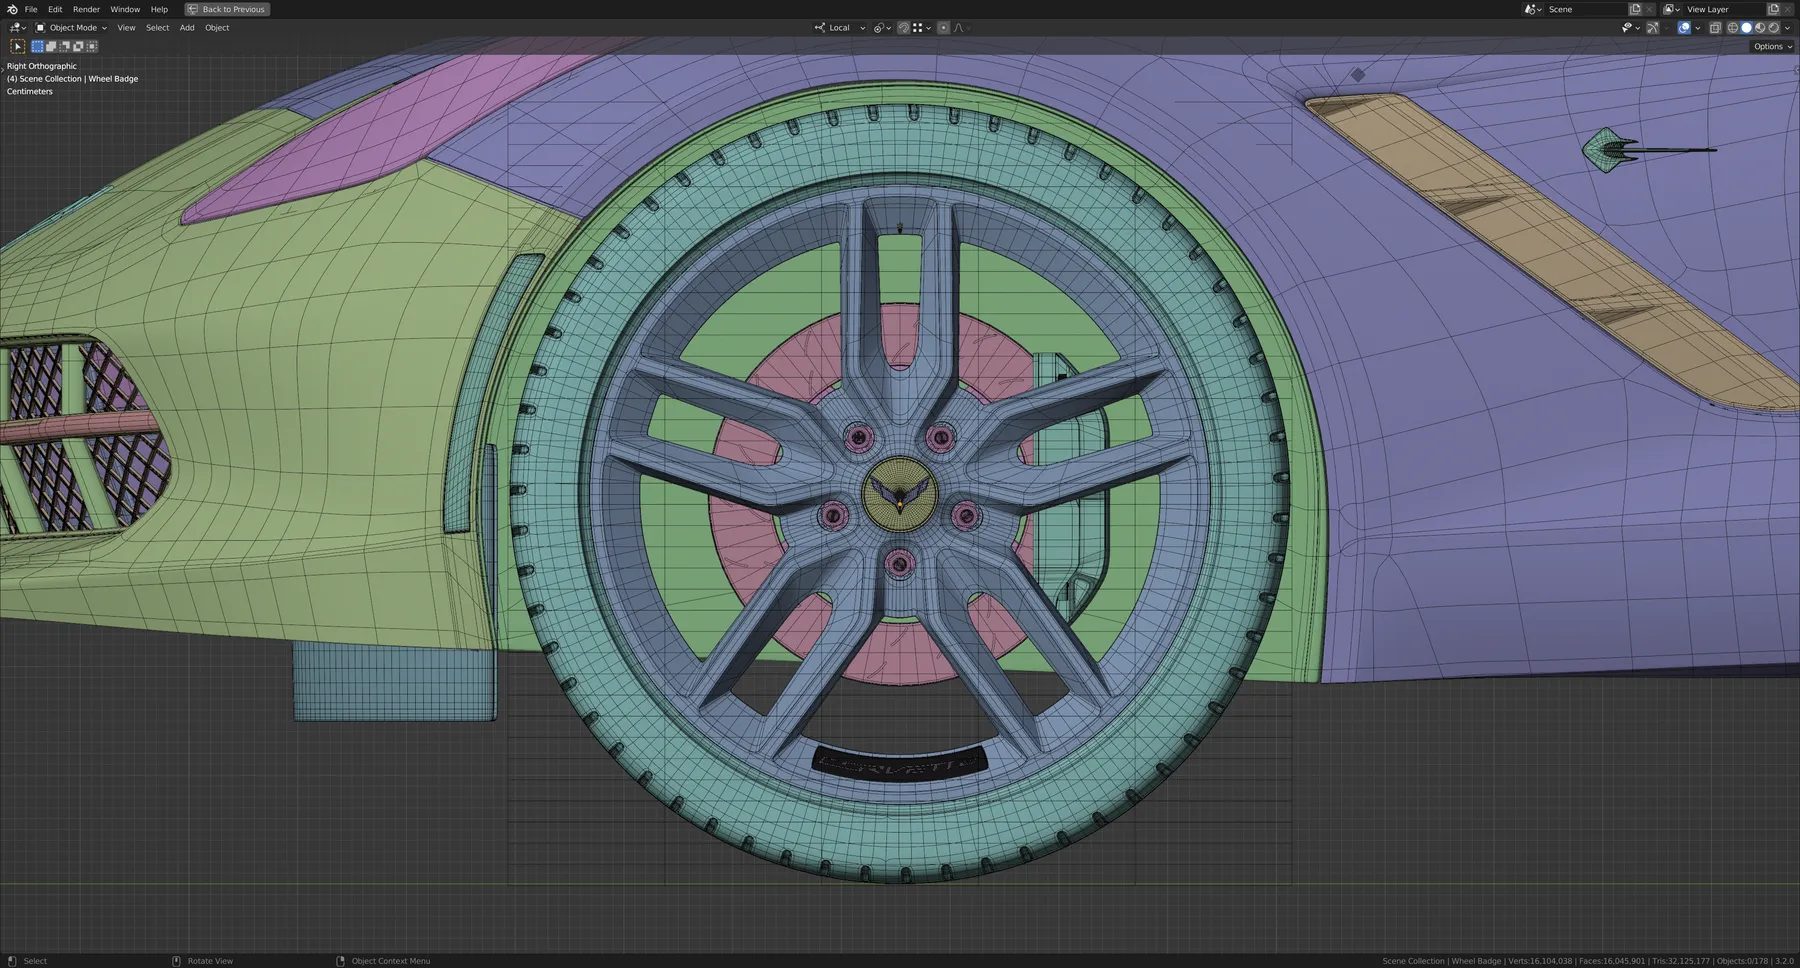 File Edit Render Window Help Back to Previous Scene View Layer
Object Mode View Select Add Object Local
Options
Right Orthographic
(4) Scene Collection | Wheel Badge
Centimeters
CORVETTE
Select Rotate View Object Context Menu Scene Collection | Wheel Badge | Verts:16,104,038 | Faces:16,045,901 | Tris:32,125,177 | Objects:0/178 | 3.2.0